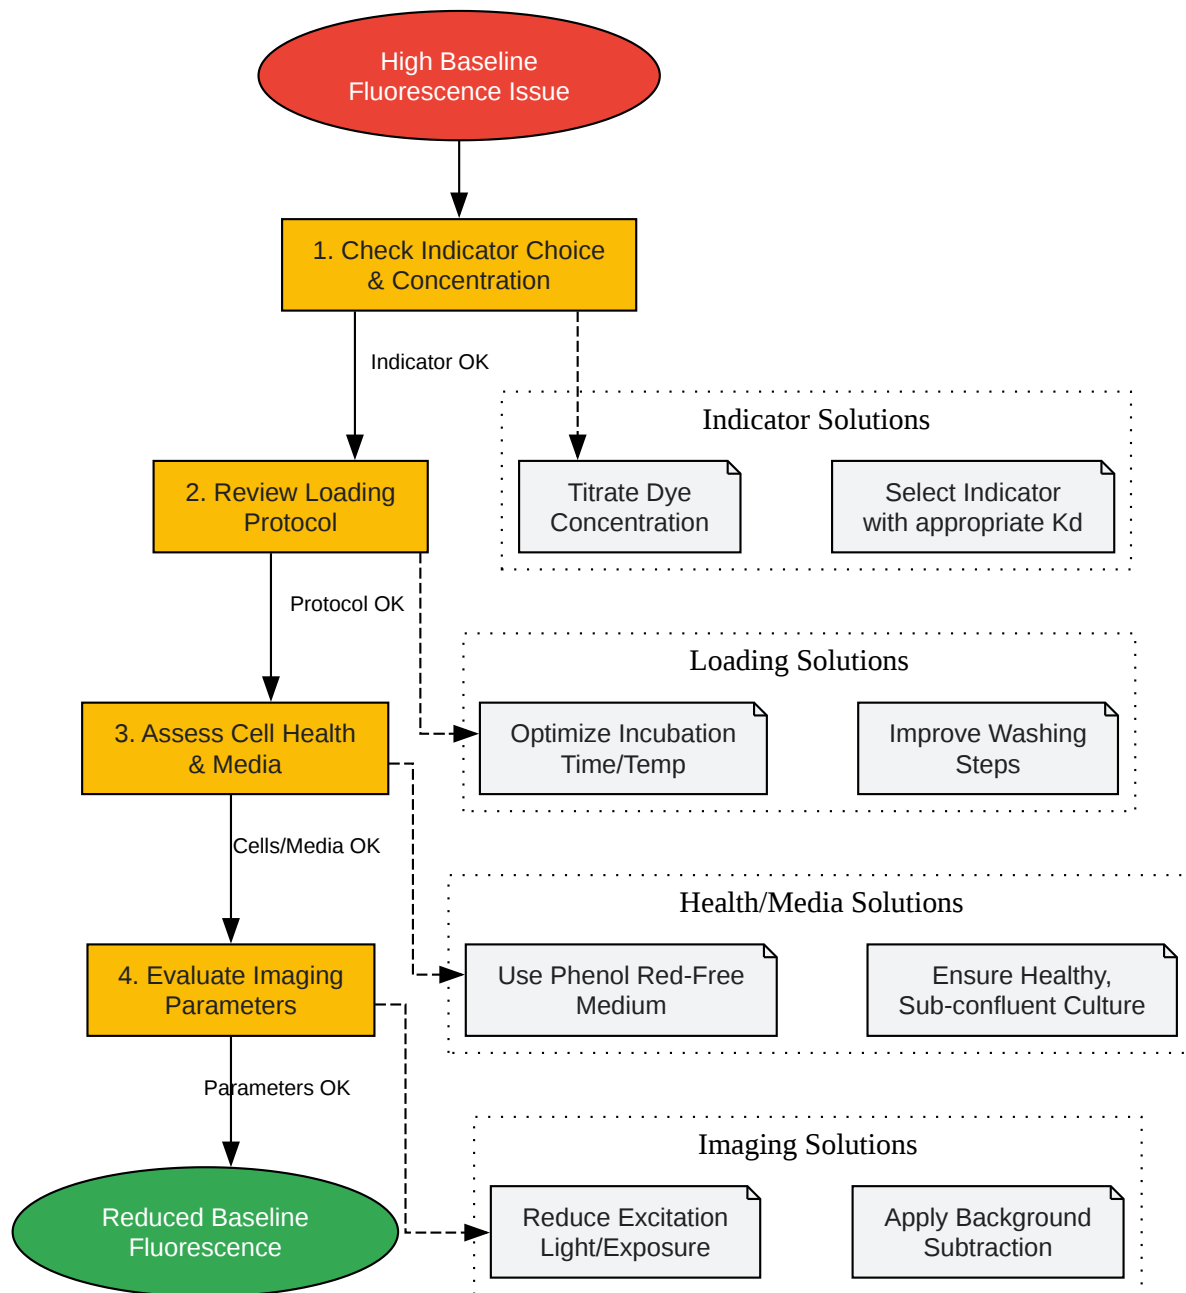 High Baseline
Fluorescence Issue
1. Check Indicator Choice
& Concentration
Indicator OK
Indicator Solutions
2. Review Loading
Protocol
Titrate Dye
Concentration
Select Indicator
with appropriate Kd
Protocol OK
Loading Solutions
3. Assess Cell Health
& Media
Optimize Incubation
Time/Temp
Improve Washing
Steps
Cells/Media OK
Health/Media Solutions
4. Evaluate Imaging
Parameters
Use Phenol Red-Free
Medium
Ensure Healthy,
Sub-confluent Culture
Parameters OK
Imaging Solutions
Reduced Baseline
Fluorescence
Reduce Excitation
Light/Exposure
Apply Background
Subtraction